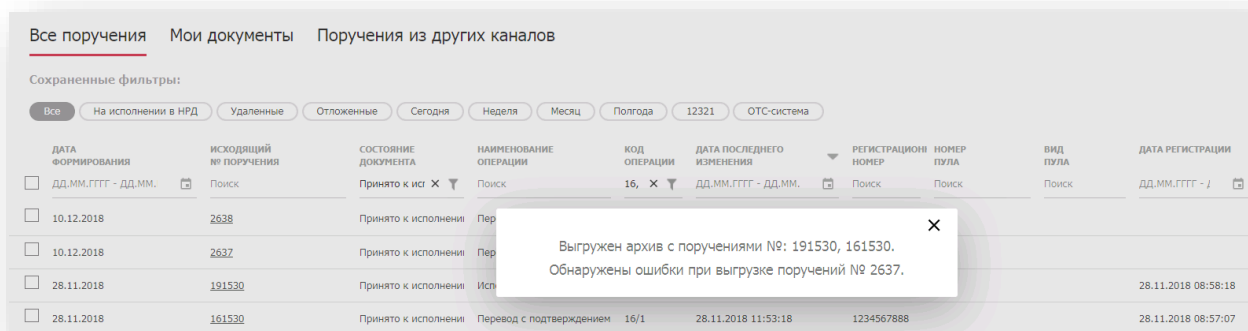 Все поручения Мои документы Поручения из других каналов
Сохраненные фильтры:
Все На исполнении в НРД Удаленные Отложенные Сегодня Неделя Месяц Полгода 12321 ОТС-система
ДАТА ИСХОДЯЩИЙ СОСТОЯНИЕ НАИМЕНОВАНИЕ КОД ДАТА ПОСЛЕДНЕГО РЕГИСТРАЦИОНН НОМЕР ВИД ДАТА РЕГИСТРАЦИИ
ФОРМИРОВАНИЯ № ПОРУЧЕНИЯ ДОКУМЕНТА ОПЕРАЦИИ ОПЕРАЦИИ ИЗМЕНЕНИЯ НОМЕР ПУЛА ПУЛА
ДД.ММ.ГГГГ - ДД.ММ. Поиск Принято к исг Поиск 16, ДД.ММ.ГГГГ - ДД.ММ. Поиск Поиск Поиск ДД.ММ.ГГГГ - /
10.12.2018 2638 Принято к исполнени Пер
Выгружен архив с поручениями №: 191530, 161530.
10.12.2018 2637 Принято к исполнени Пер
Обнаружены ошибки при выгрузке поручений № 2637.
28.11.2018 191530 Принято к исполнени Исп 28.11.2018 08:58:18
28.11.2018 161530 Принято к исполнени Перевод с подтверждением 16/1 28.11.2018 11:53:18 1234567888 28.11.2018 08:57:07